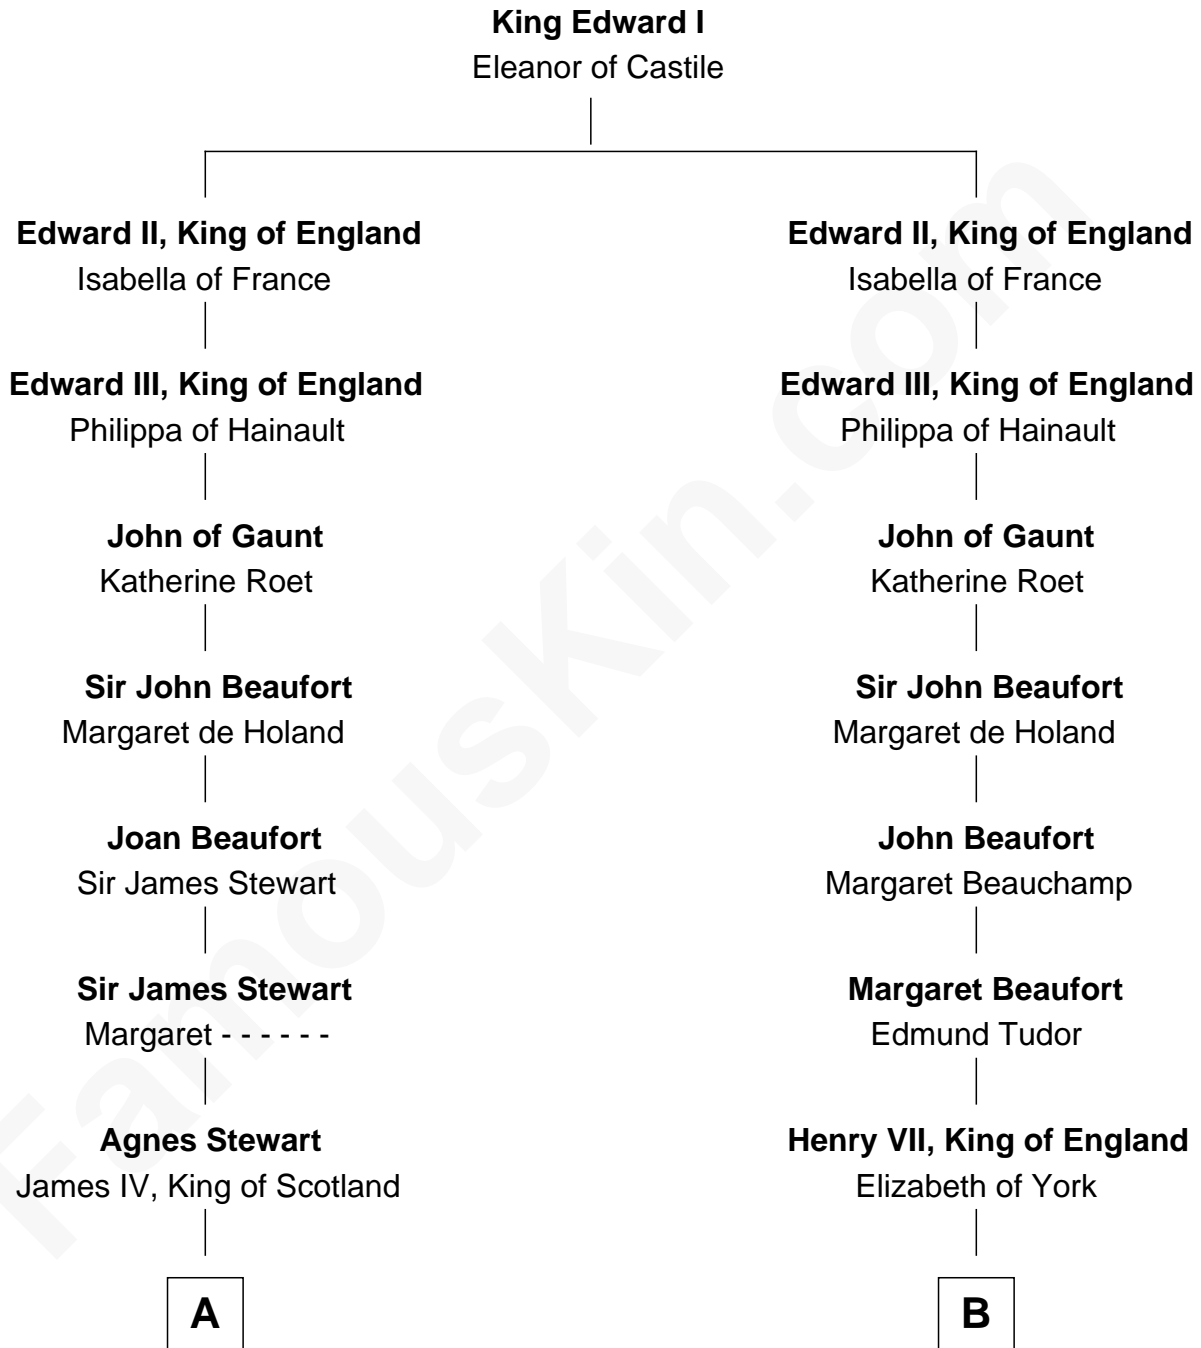 King Edward I
Eleanor of Castile
Edward II, King of England
Isabella of France
Edward III, King of England
Philippa of Hainault
John of Gaunt
Katherine Roet
Sir John Beaufort
Margaret de Holand
Joan Beaufort
Sir James Stewart
Sir James Stewart
Margaret - - - - - -
Agnes Stewart
James IV, King of Scotland
A
Edward II, King of England
Isabella of France
Edward III, King of England
Philippa of Hainault
John of Gaunt
Katherine Roet
Sir John Beaufort
Margaret de Holand
John Beaufort
Margaret Beauchamp
Margaret Beaufort
Edmund Tudor
Henry VII, King of England
Elizabeth of York
B
FamousKin.com